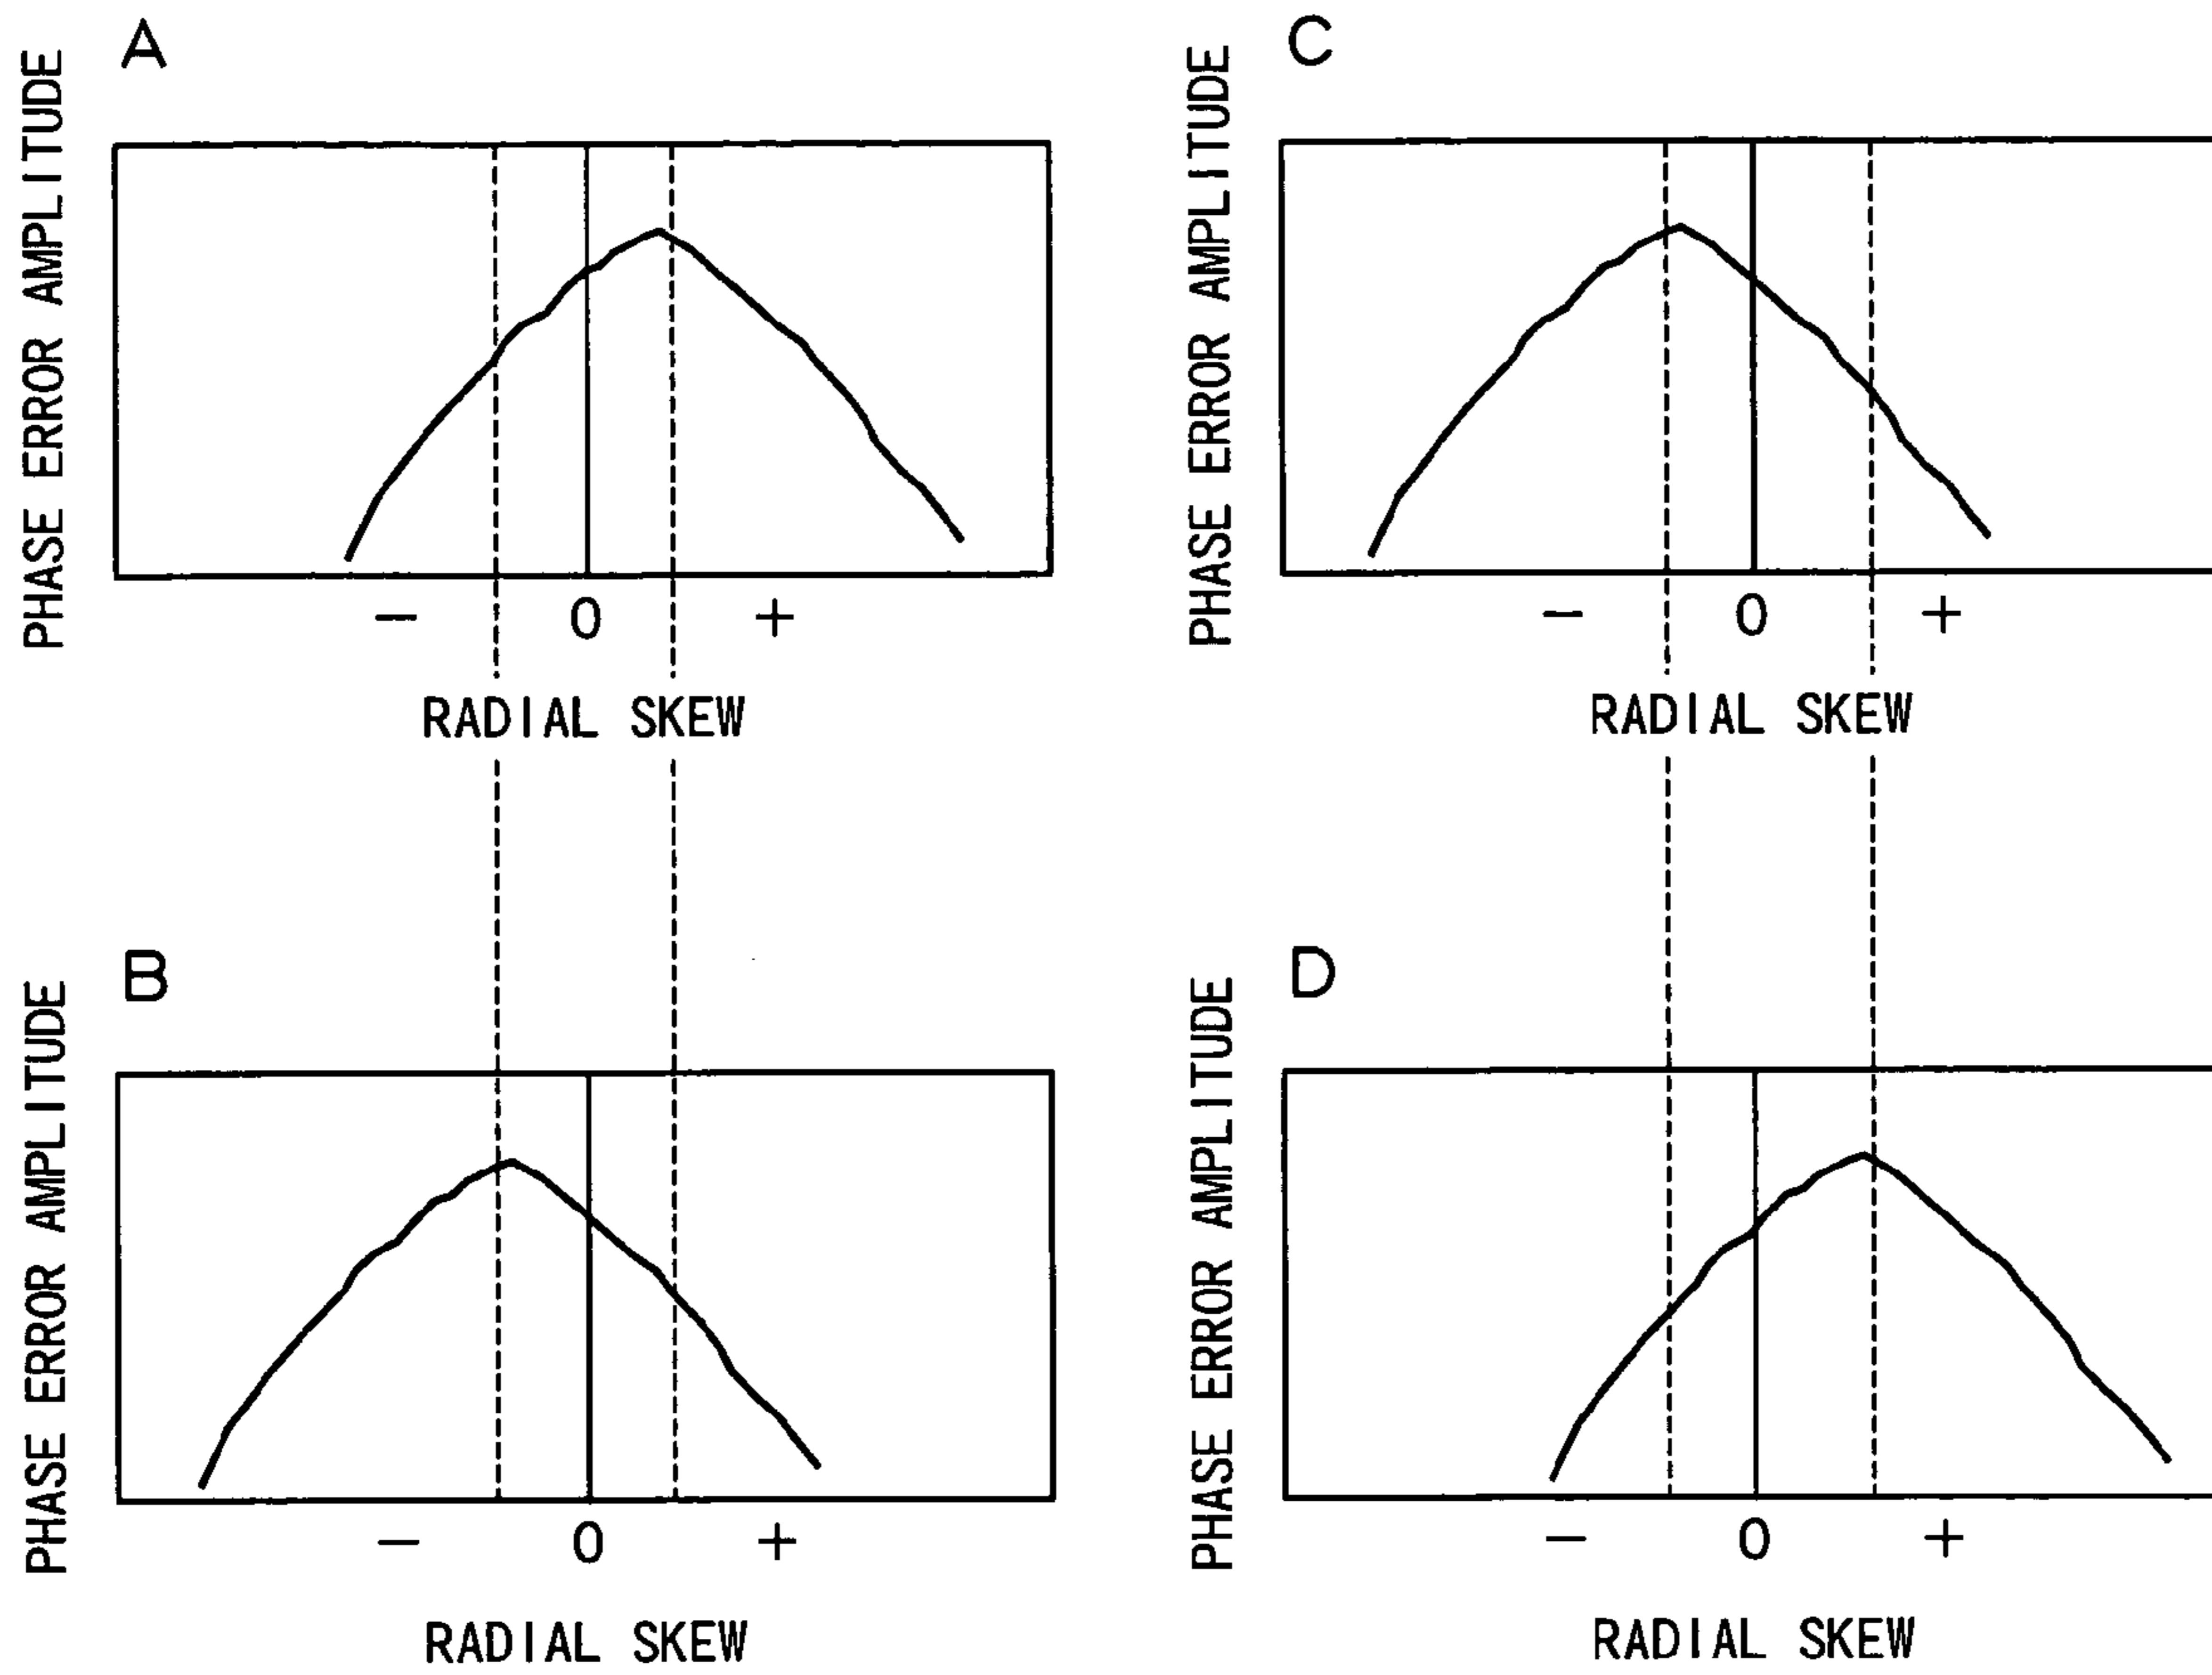 A
PHASE ERROR AMPLITUDE
− 0 +
RADIAL SKEW
B
PHASE ERROR AMPLITUDE
− 0 +
RADIAL SKEW
C
PHASE ERROR AMPLITUDE
− 0 +
RADIAL SKEW
D
PHASE ERROR AMPLITUDE
− 0 +
RADIAL SKEW